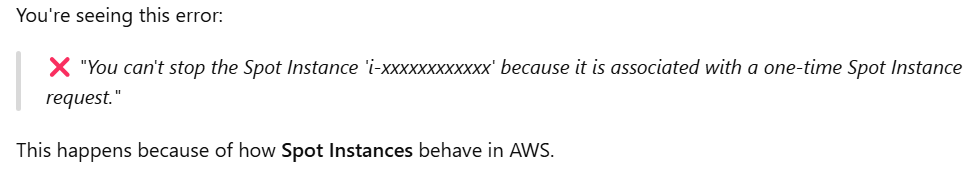 You're seeing this error:
❌ "You can't stop the Spot Instance 'i-xxxxxxxxxxxx' because it is associated with a one-time Spot Instance
request."
This happens because of how Spot Instances behave in AWS.